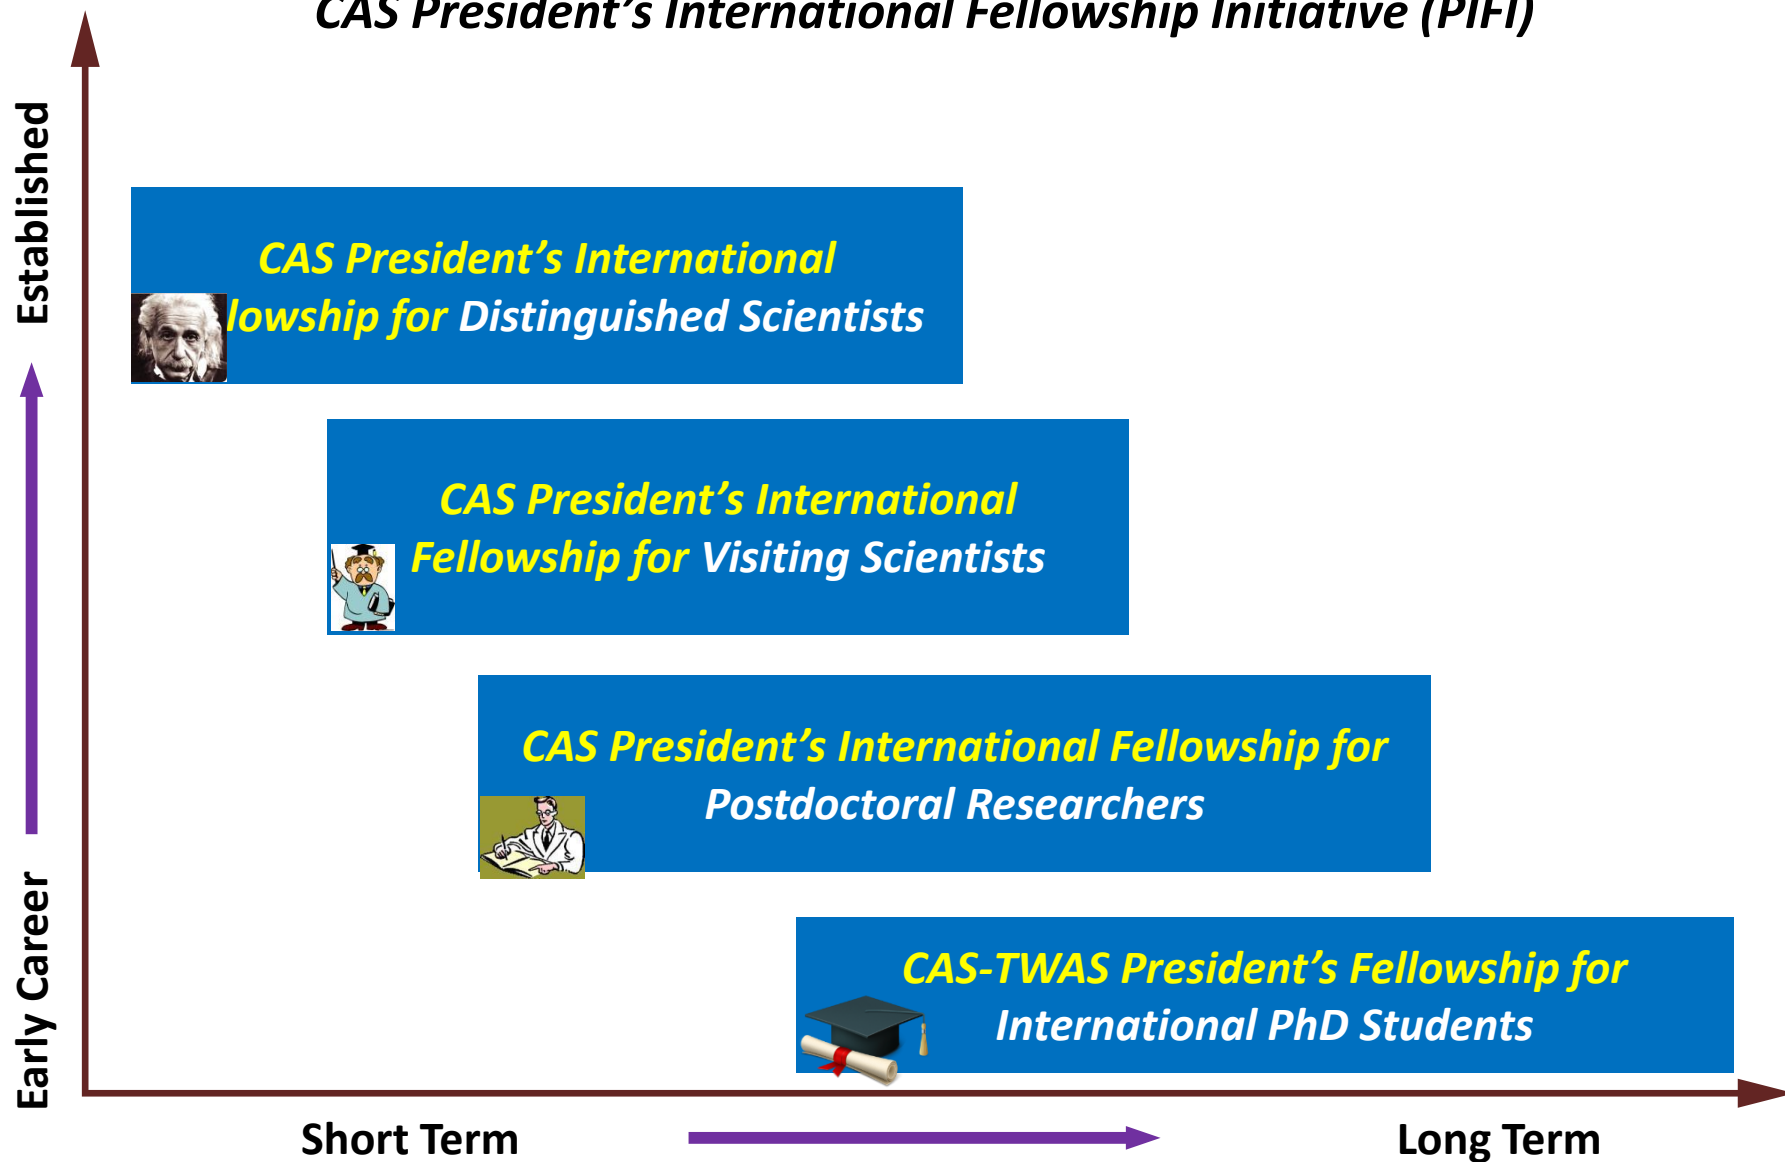 CAS President’s International Fellowship Initiative (PIFI)
Established
CAS President’s International
lowship for Distinguished Scientists
CAS President’s International
Fellowship for Visiting Scientists
CAS President’s International Fellowship for
Postdoctoral Researchers
CAS-TWAS President’s Fellowship for
International PhD Students
Early Career
Short Term
Long Term